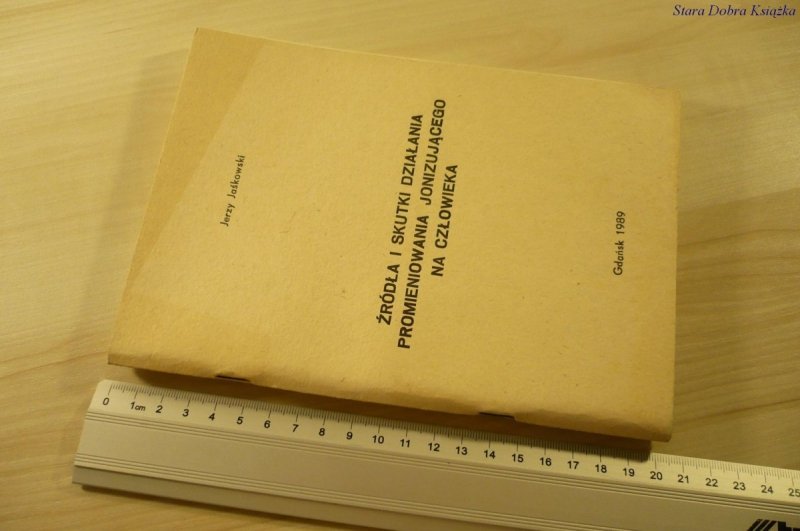 Stara Dobra Książka
Jerzy Jaśkowski
ŹRÓDŁA I SKUTKI DZIAŁANIA
PROMIENIOWANIA JONIZUJĄCEGO
NA CZŁOWIEKA
Gdańsk 1989
0 1cm 2 3 4 5 6 7 8 9 10 11 12 13 14 15 16 17 18 19 20 21 22 23 24 25